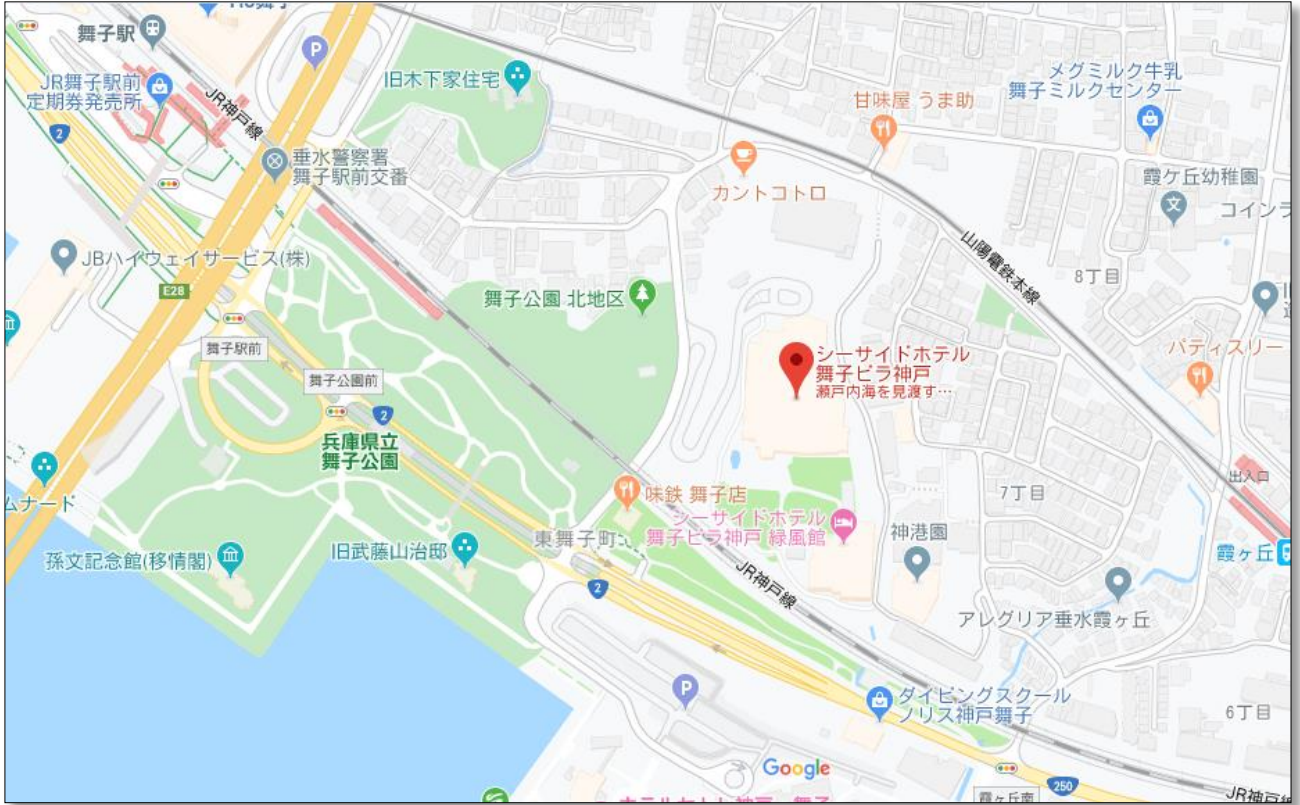 舞子駅
P
JR舞子駅前
定期券発売所
JR神戸線
旧木下家住宅
2
垂水警察署
舞子駅前交番
甘味屋 うま助
メグミルク牛乳
舞子ミルクセンター
カントコトロ
霞ケ丘幼稚園
文
コインラ
JBハイウェイサービス(株)
E28
舞子公園 北地区
山陽電鉄本線
8丁目
舞子駅前
舞子公園前
2
兵庫県立
舞子公園
シーサイドホテル
舞子ビラ神戸
瀬戸内海を見渡す…
パティスリー
ムナード
味鉄 舞子店
シーサイドホテル
舞子ビラ神戸 緑風館
7丁目
出入口
神港園
霞ヶ丘
孫文記念館(移情閣)
旧武藤山治邸
東舞子町
2
JR神戸線
アレグリア垂水霞ヶ丘
P
ダイビングスクール
ノリス神戸舞子
6丁目
Google
250
霞ヶ丘南
JR神戸線